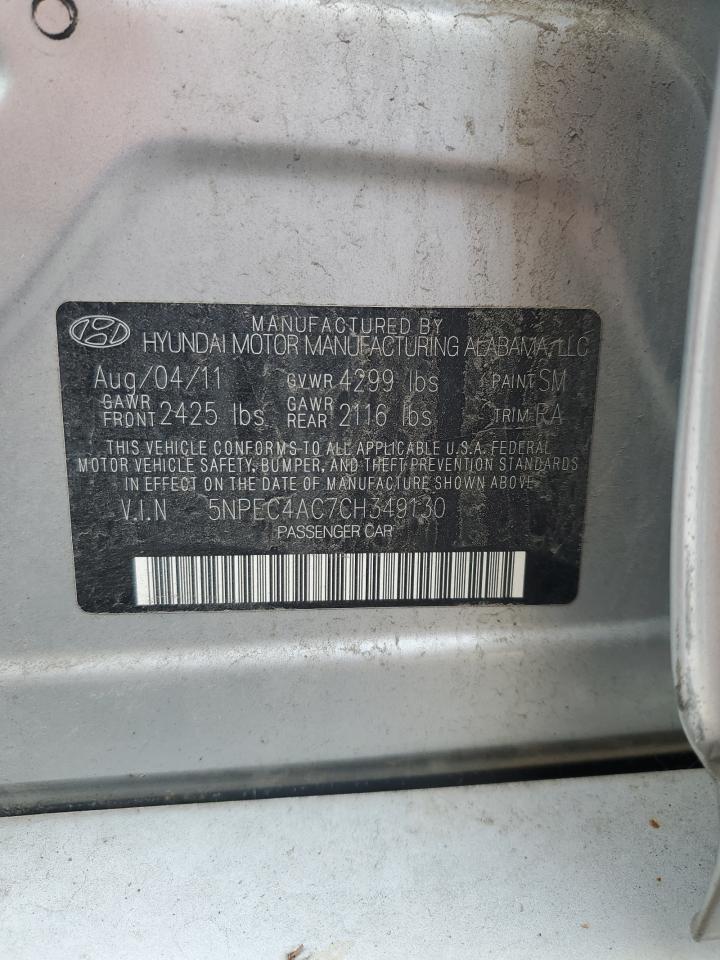 MANUFACTURED BY
HYUNDAI MOTOR MANUFACTURING ALABAMA, LLC
Aug/04/11 GVWR 4299 lbs PAINT SM
GAWR FRONT 2425 lbs GAWR REAR 2116 lbs TRIM RA
THIS VEHICLE CONFORMS TO ALL APPLICABLE U.S.A. FEDERAL
MOTOR VEHICLE SAFETY, BUMPER, AND THEFT PREVENTION STANDARDS
IN EFFECT ON THE DATE OF MANUFACTURE SHOWN ABOVE.
V.I.N 5NPEC4AC7CH349130
PASSENGER CAR